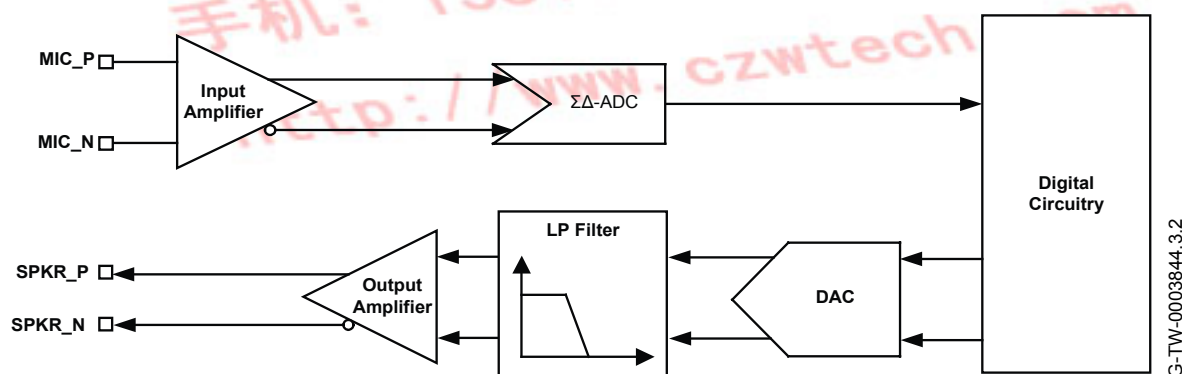 手机：
http://www.czwtech
MIC_P
Input
Amplifier
MIC_N
ΣΔ-ADC
Digital
Circuitry
LP Filter
SPKR_P
Output
Amplifier
SPKR_N
DAC
G-TW-0003844.3.2